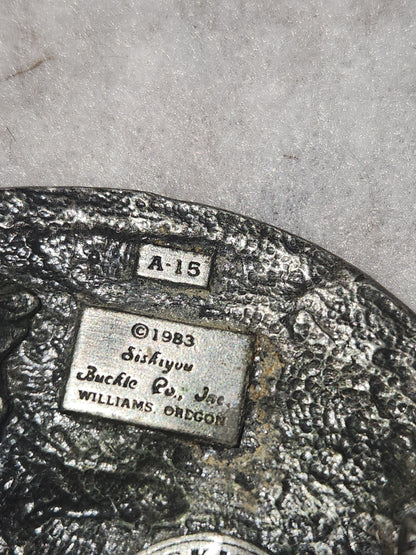 A-15
©1983
Siskiyou
Buckle Co., Inc.
WILLIAMS, OREGON